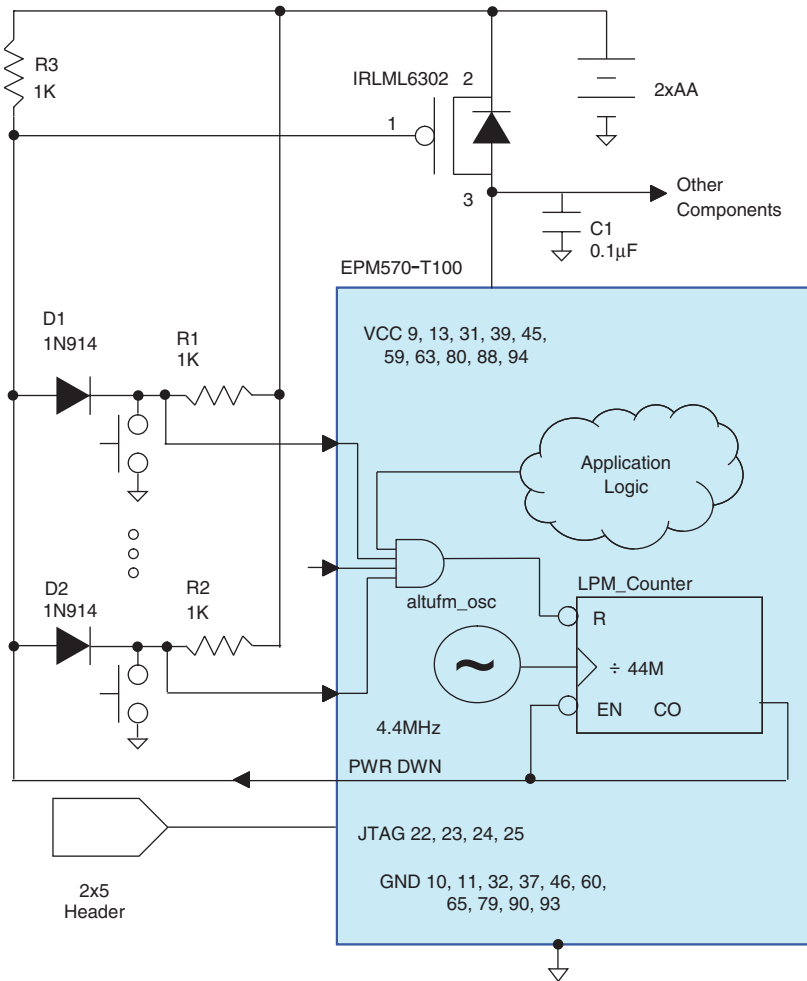 R3
1K
IRLML6302
2
1
3
2xAA
Other
Components
C1
0.1µF
EPM570-T100
VCC 9, 13, 31, 39, 45,
59, 63, 80, 88, 94
D1
1N914
R1
1K
Application
Logic
D2
1N914
R2
1K
altufm_osc
LPM_Counter
R
~
÷ 44M
EN
CO
4.4MHz
PWR DWN
JTAG 22, 23, 24, 25
2x5
Header
GND 10, 11, 32, 37, 46, 60,
65, 79, 90, 93